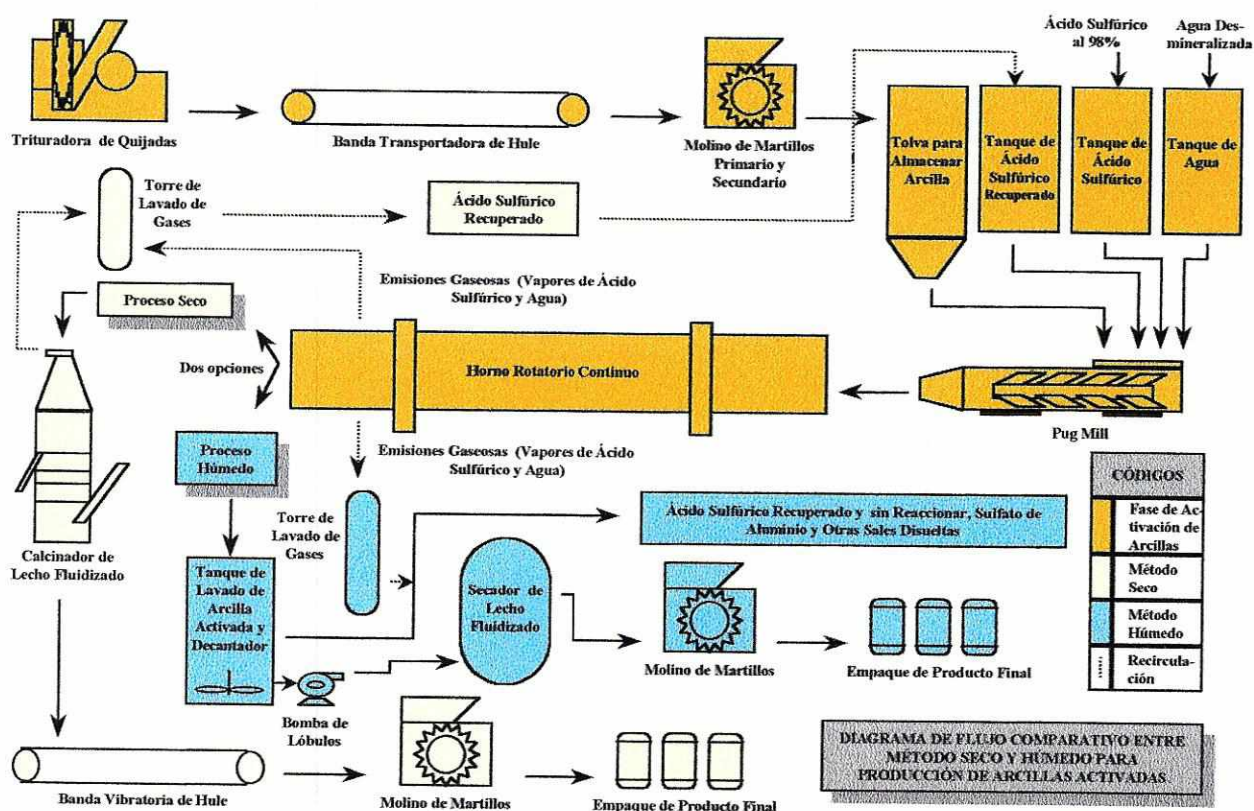 Ácido Sulfúrico
al 98%
Agua Des-
mineralizada
Trituradora de Quijadas
Banda Transportadora de Hule
Molino de Martillos
Primario y
Secundario
Tolva para
Almacenar
Arcilla
Tanque de
Ácido
Sulfúrico
Recuperado
Tanque de
Ácido
Sulfúrico
Tanque de
Agua
Torre de
Lavado de
Gases
Ácido Sulfúrico
Recuperado
Emisiones Gaseosas (Vapores de Ácido
Sulfúrico y Agua)
Proceso Seco
Dos opciones
Horno Rotatorio Continuo
Pug Mill
Proceso
Húmedo
Emisiones Gaseosas (Vapores de Ácido
Sulfúrico y Agua)
Calcinador de
Lecho Fluidizado
Torre de
Lavado de
Gases
Ácido Sulfúrico Recuperado y sin Reaccionar, Sulfato de
Aluminio y Otras Sales Disueltas
Tanque de
Lavado de
Arcilla
Activada y
Decantador
Secador de
Lecho
Fluidizado
Molino de Martillos
Empaque de Producto Final
Bomba de
Lóbulos
CÓDIGOS
Fase de Ac-
tivación de
Arcillas
Método
Seco
Método
Húmedo
Recircula-
ción
Banda Vibratoria de Hule
Molino de Martillos
Empaque de Producto Final
DIAGRAMA DE FLUJO COMPARATIVO ENTRE
METODO SECO Y HUMEDO PARA
PRODUCCION DE ARCILLAS ACTIVADAS